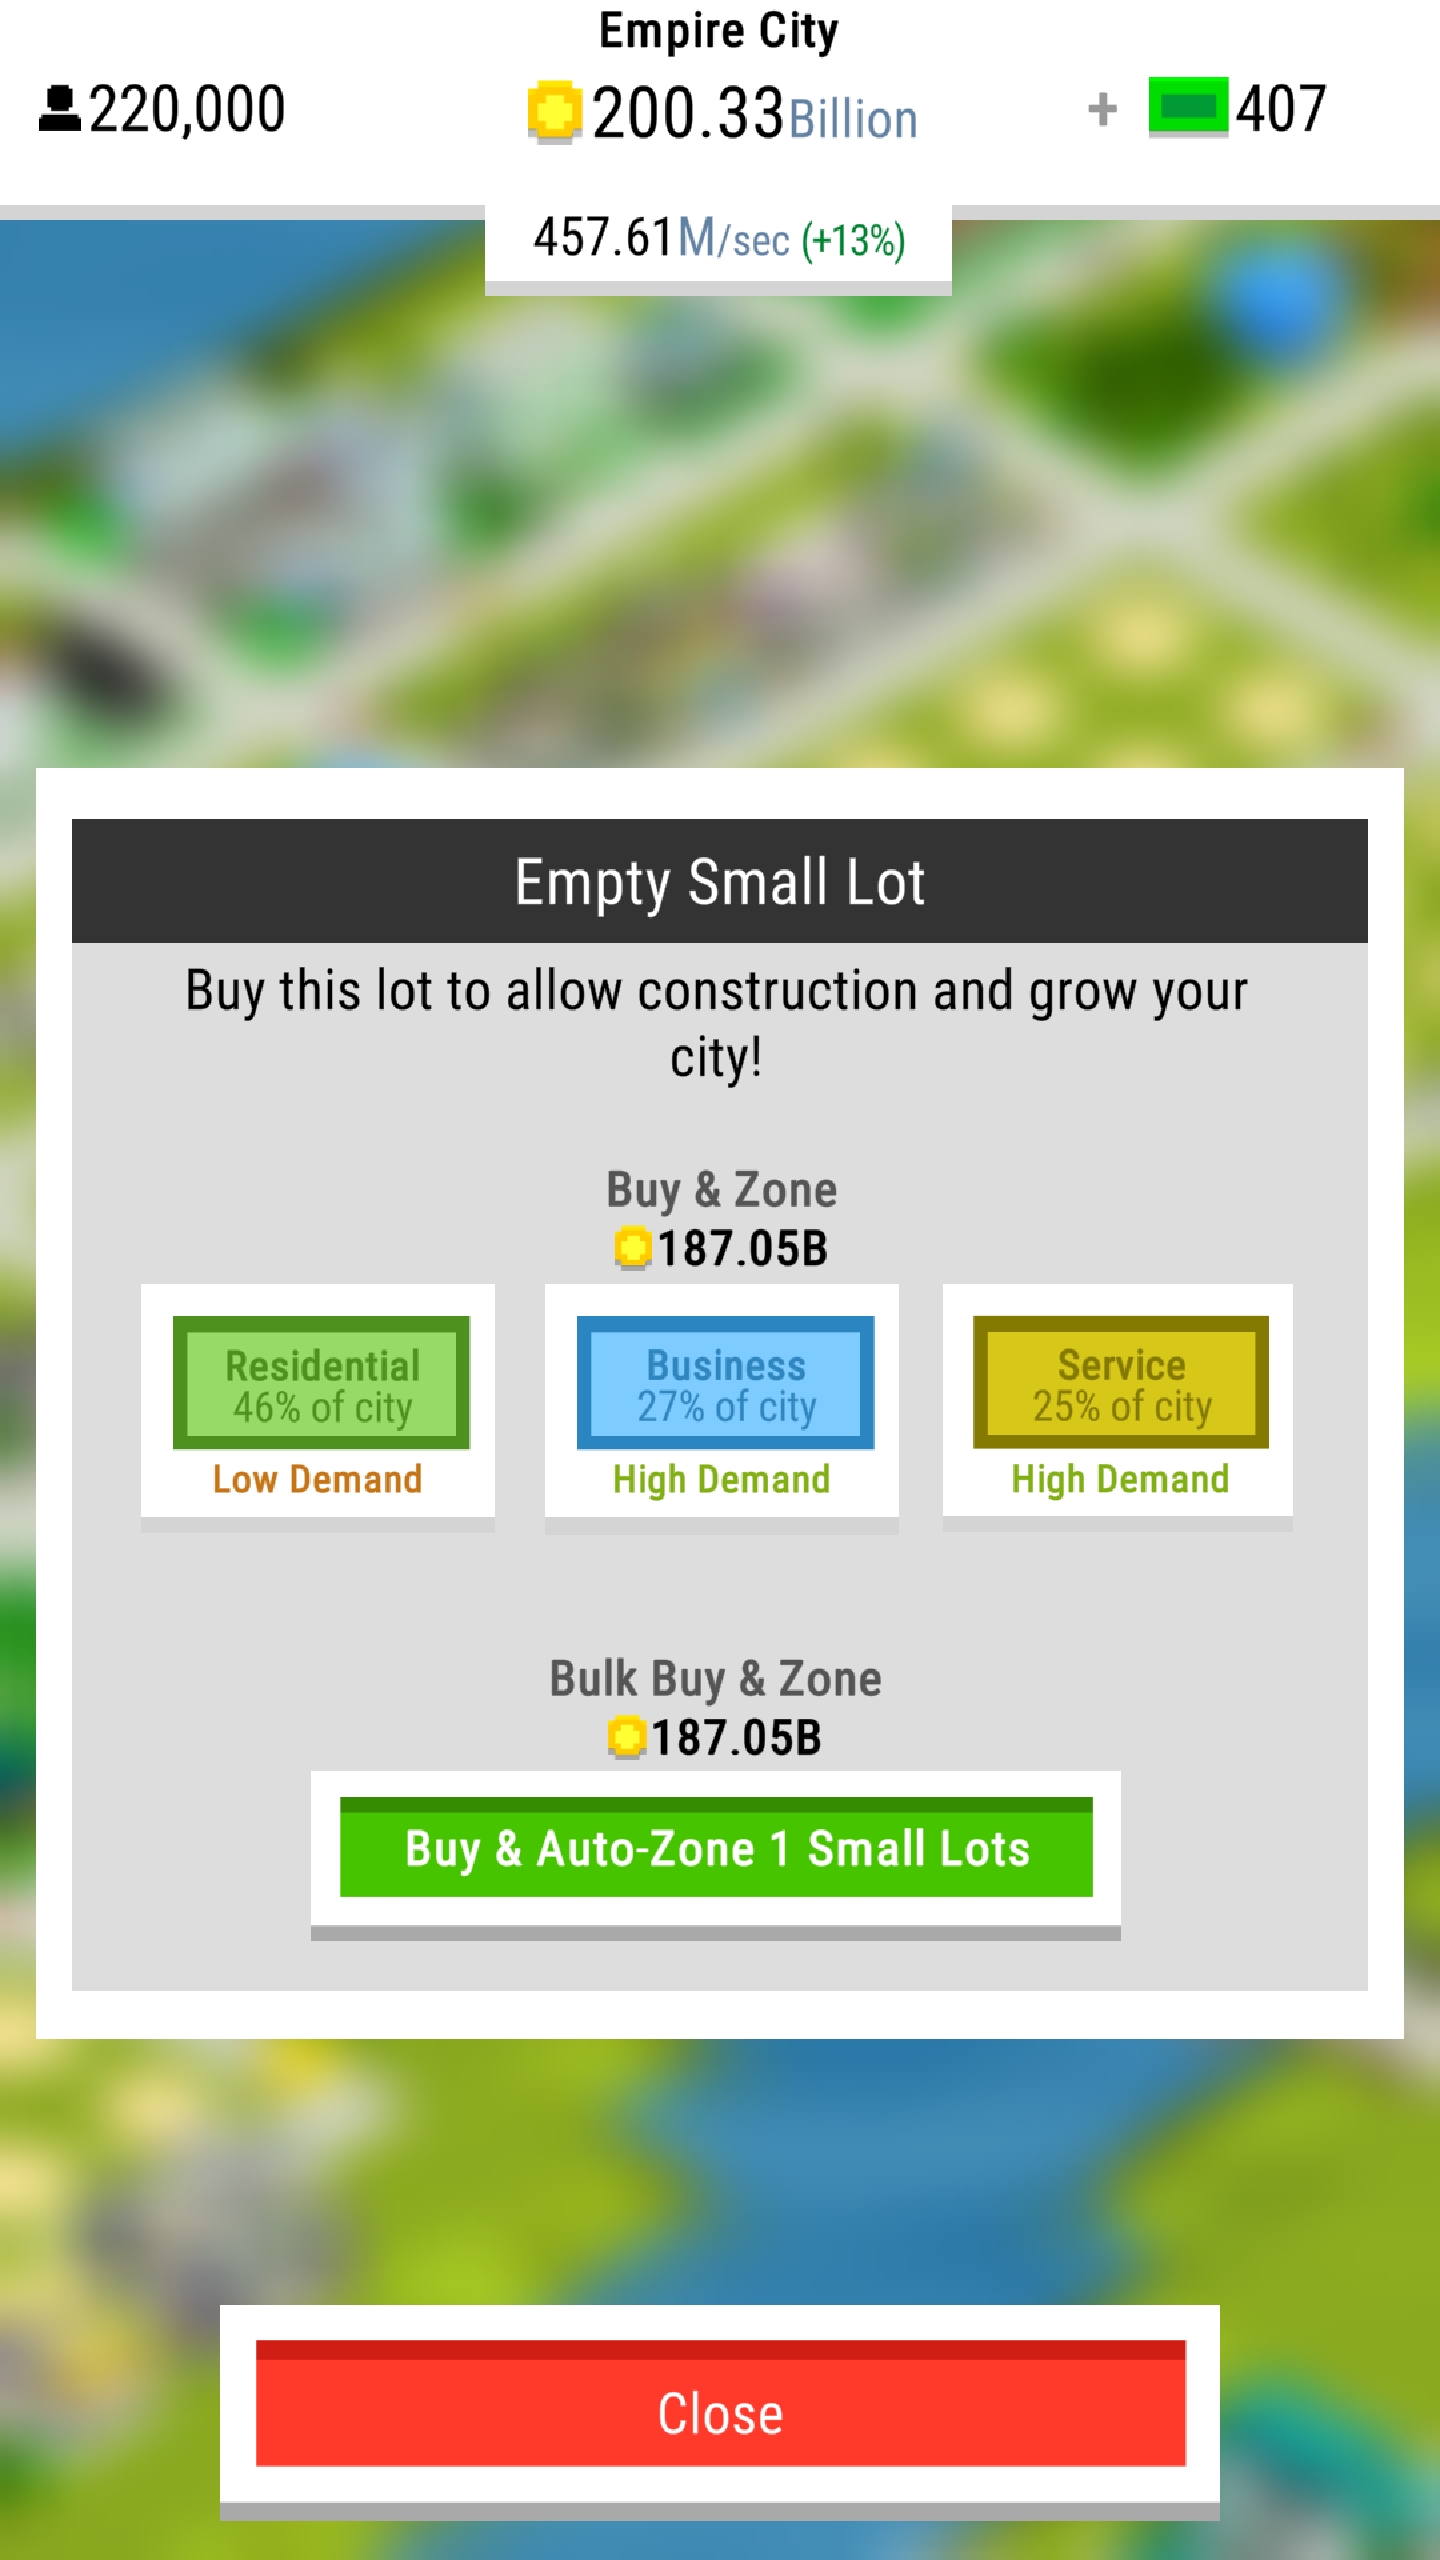 Empire City
220,000
200.33Billion
+ 407
457.61M/sec (+13%)
Empty Small Lot
Buy this lot to allow construction and grow your
city!
Buy & Zone
187.05B
Residential
46% of city
Low Demand
Business
27% of city
High Demand
Service
25% of city
High Demand
Bulk Buy & Zone
187.05B
Buy & Auto-Zone 1 Small Lots
Close